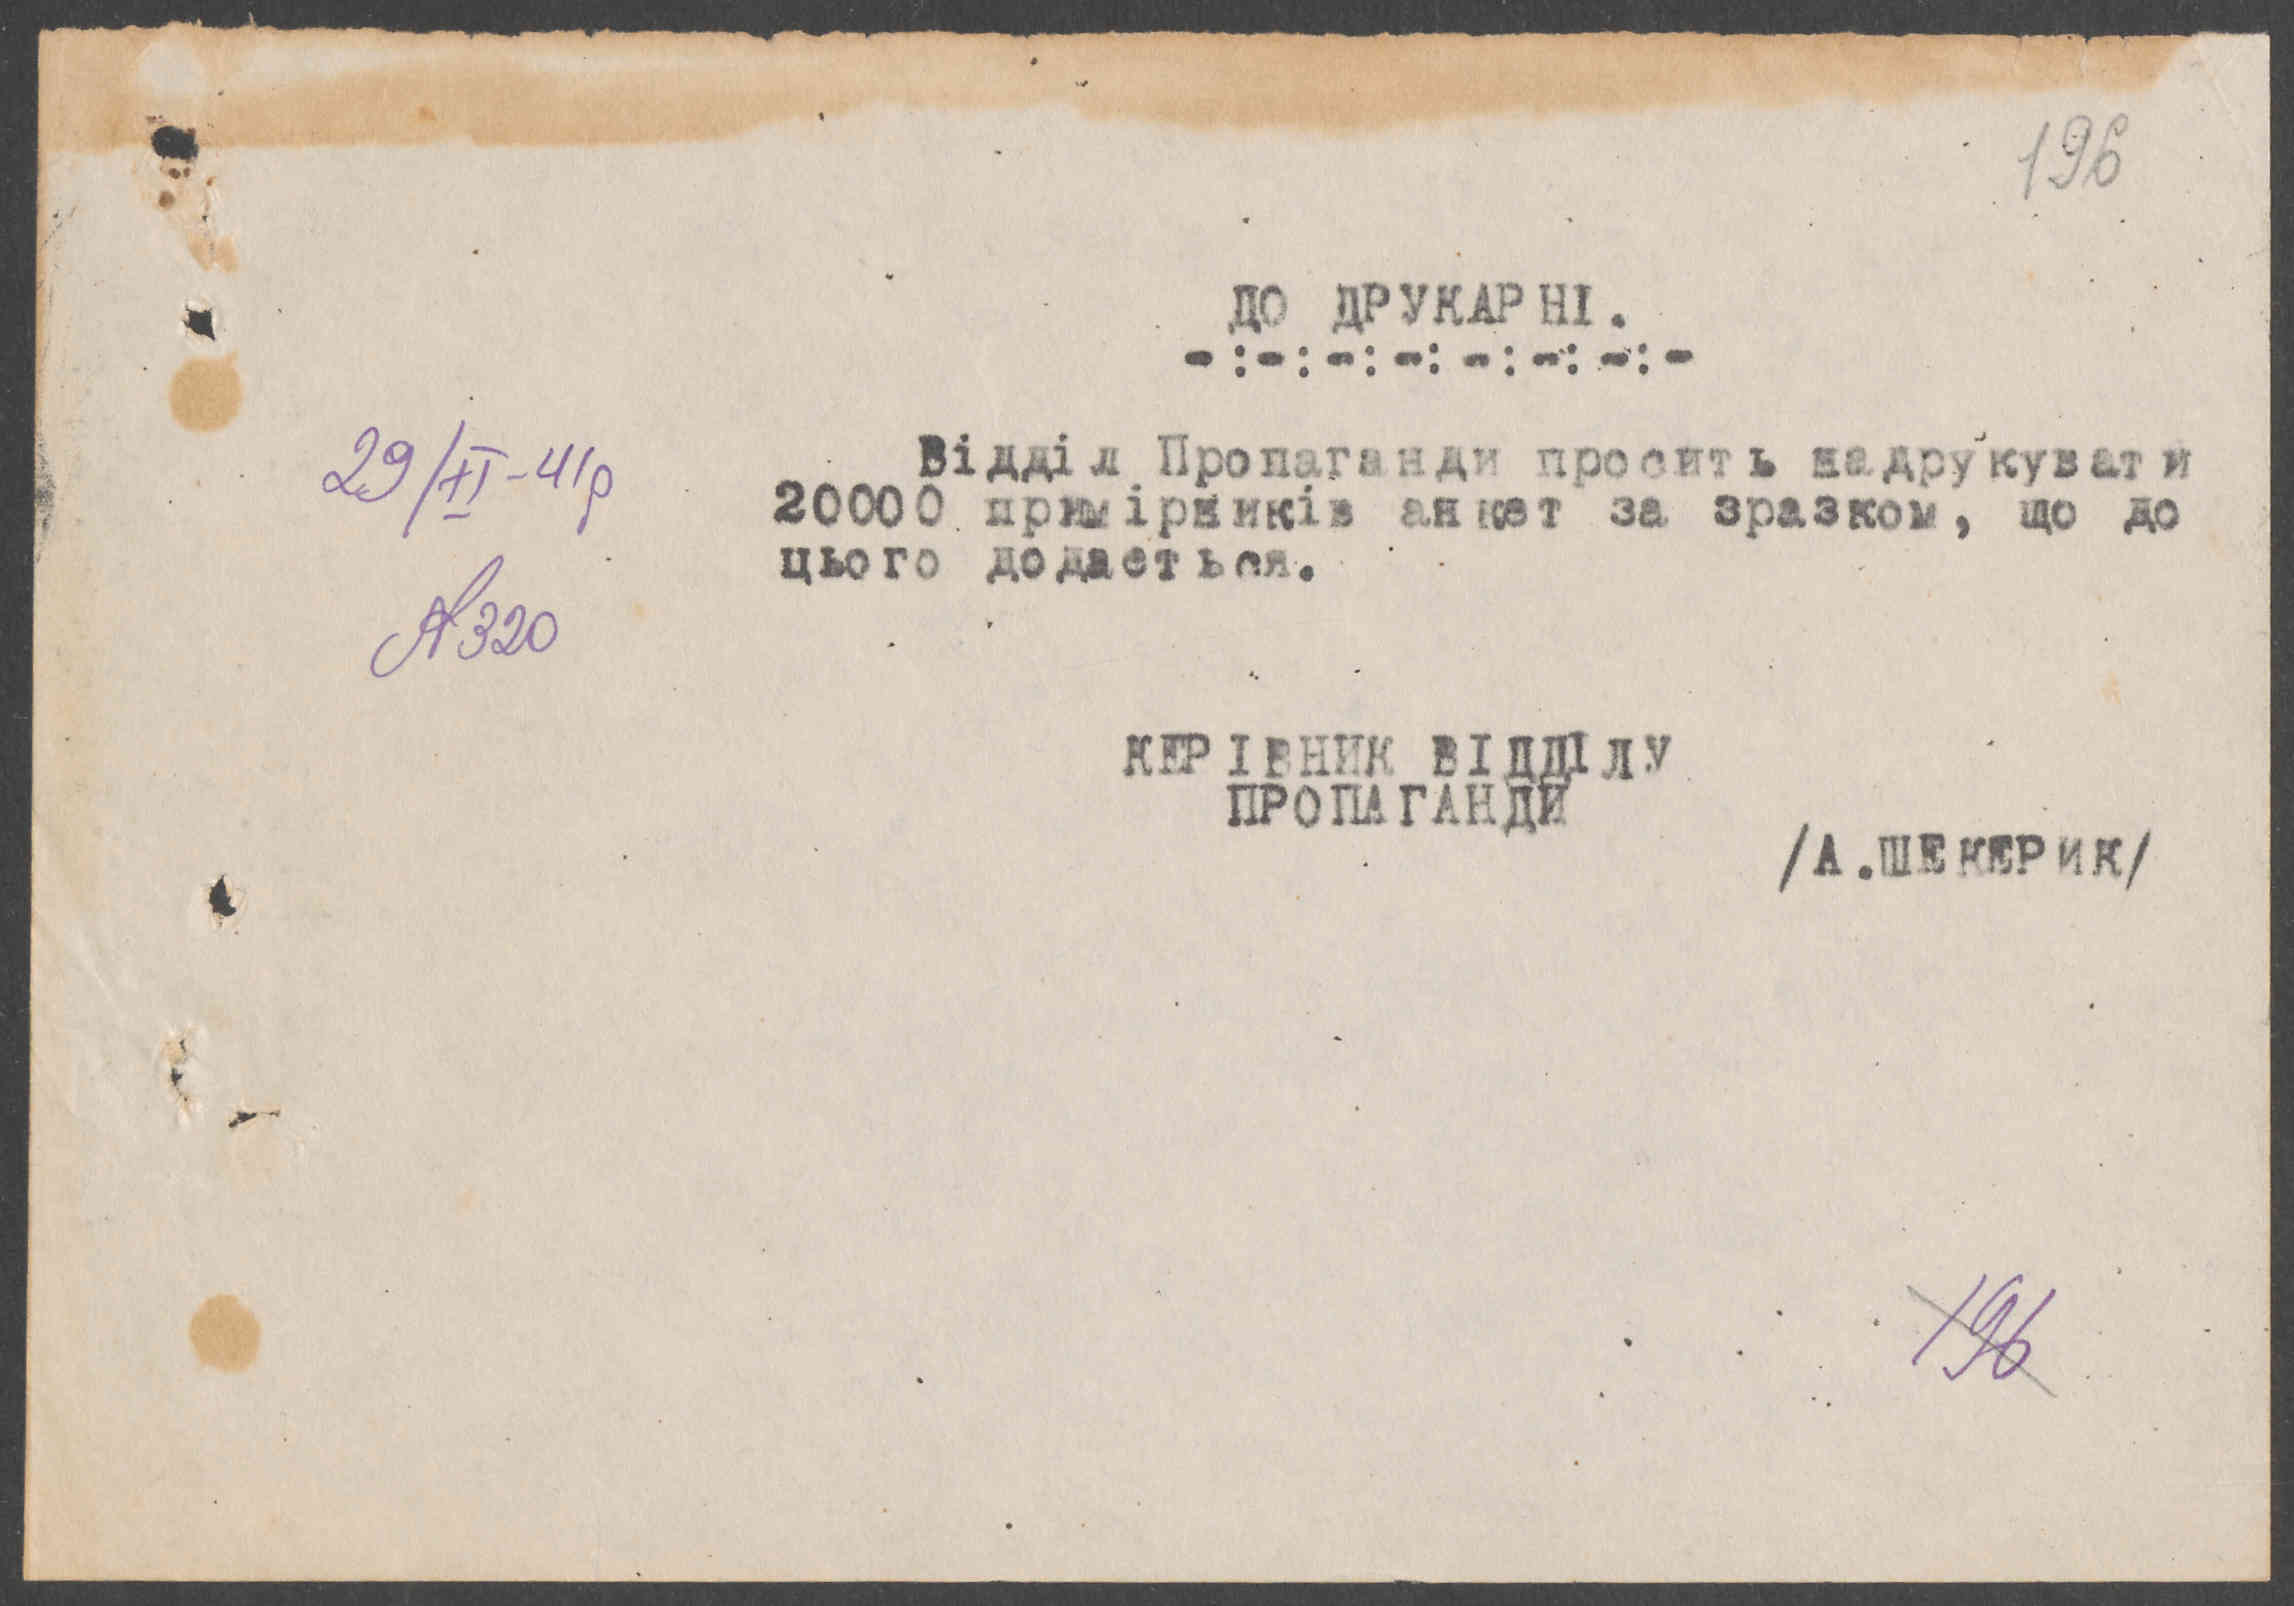 196
ДО ДРУКАРНІ.
-:-:-:-:-:-:-:-
Відділ Пропаганди просить надрукувати
20000 примірників анкет за зразком, що до
цього додається.
29/XI-41р
№320
КЕРІВНИК ВІДДІЛУ
ПРОПАГАНДИ
/А.ШЕКЕРИК/
196